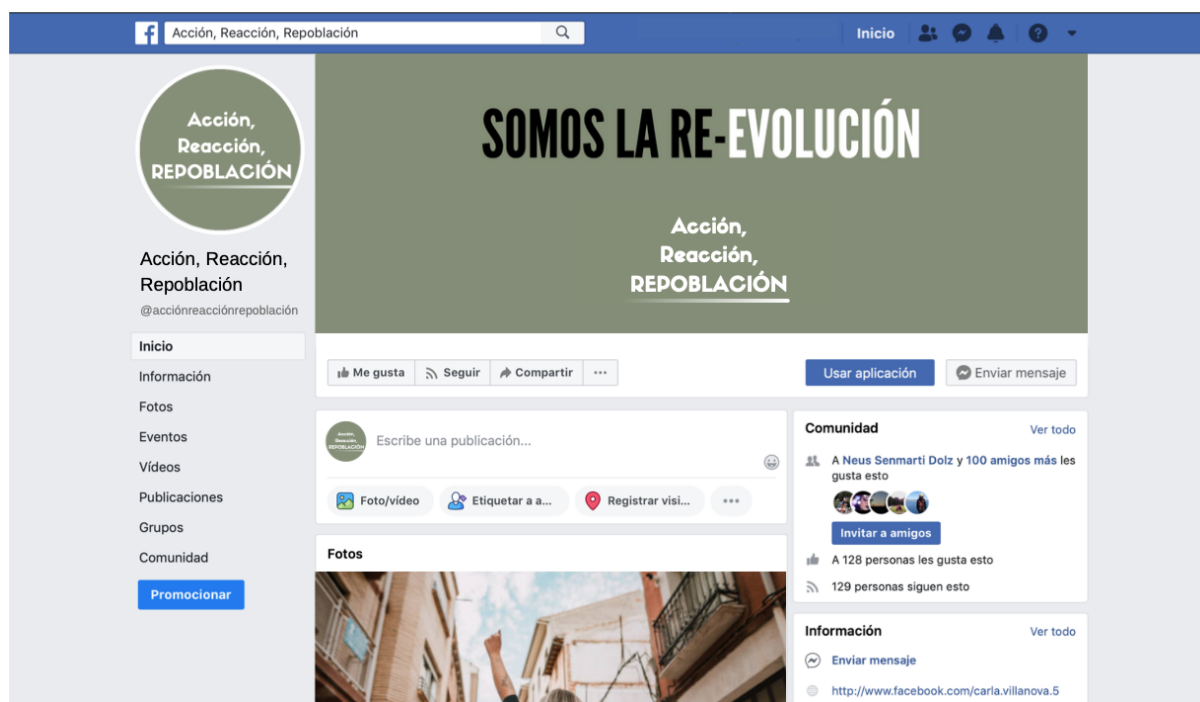 Acción, Reacción, Repoblación
Inicio
Acción,
Reacción,
REPOBLACIÓN
SOMOS LA RE-EVOLUCIÓN
Acción,
Reacción,
REPOBLACIÓN
Acción, Reacción,
Repoblación
@acciónreacciónrepoblación
Inicio
Información
Fotos
Eventos
Vídeos
Publicaciones
Grupos
Comunidad
Promocionar
Me gusta
Seguir
Compartir
Usar aplicación
Enviar mensaje
Acción,
Reacción,
REPOBLACIÓN
Escribe una publicación...
Foto/vídeo
Etiquetar a a...
Registrar visi...
Fotos
Comunidad
Ver todo
A Neus Senmarti Dolz y 100 amigos más les
gusta esto
Invitar a amigos
A 128 personas les gusta esto
129 personas siguen esto
Información
Ver todo
Enviar mensaje
http://www.facebook.com/carla.villanova.5